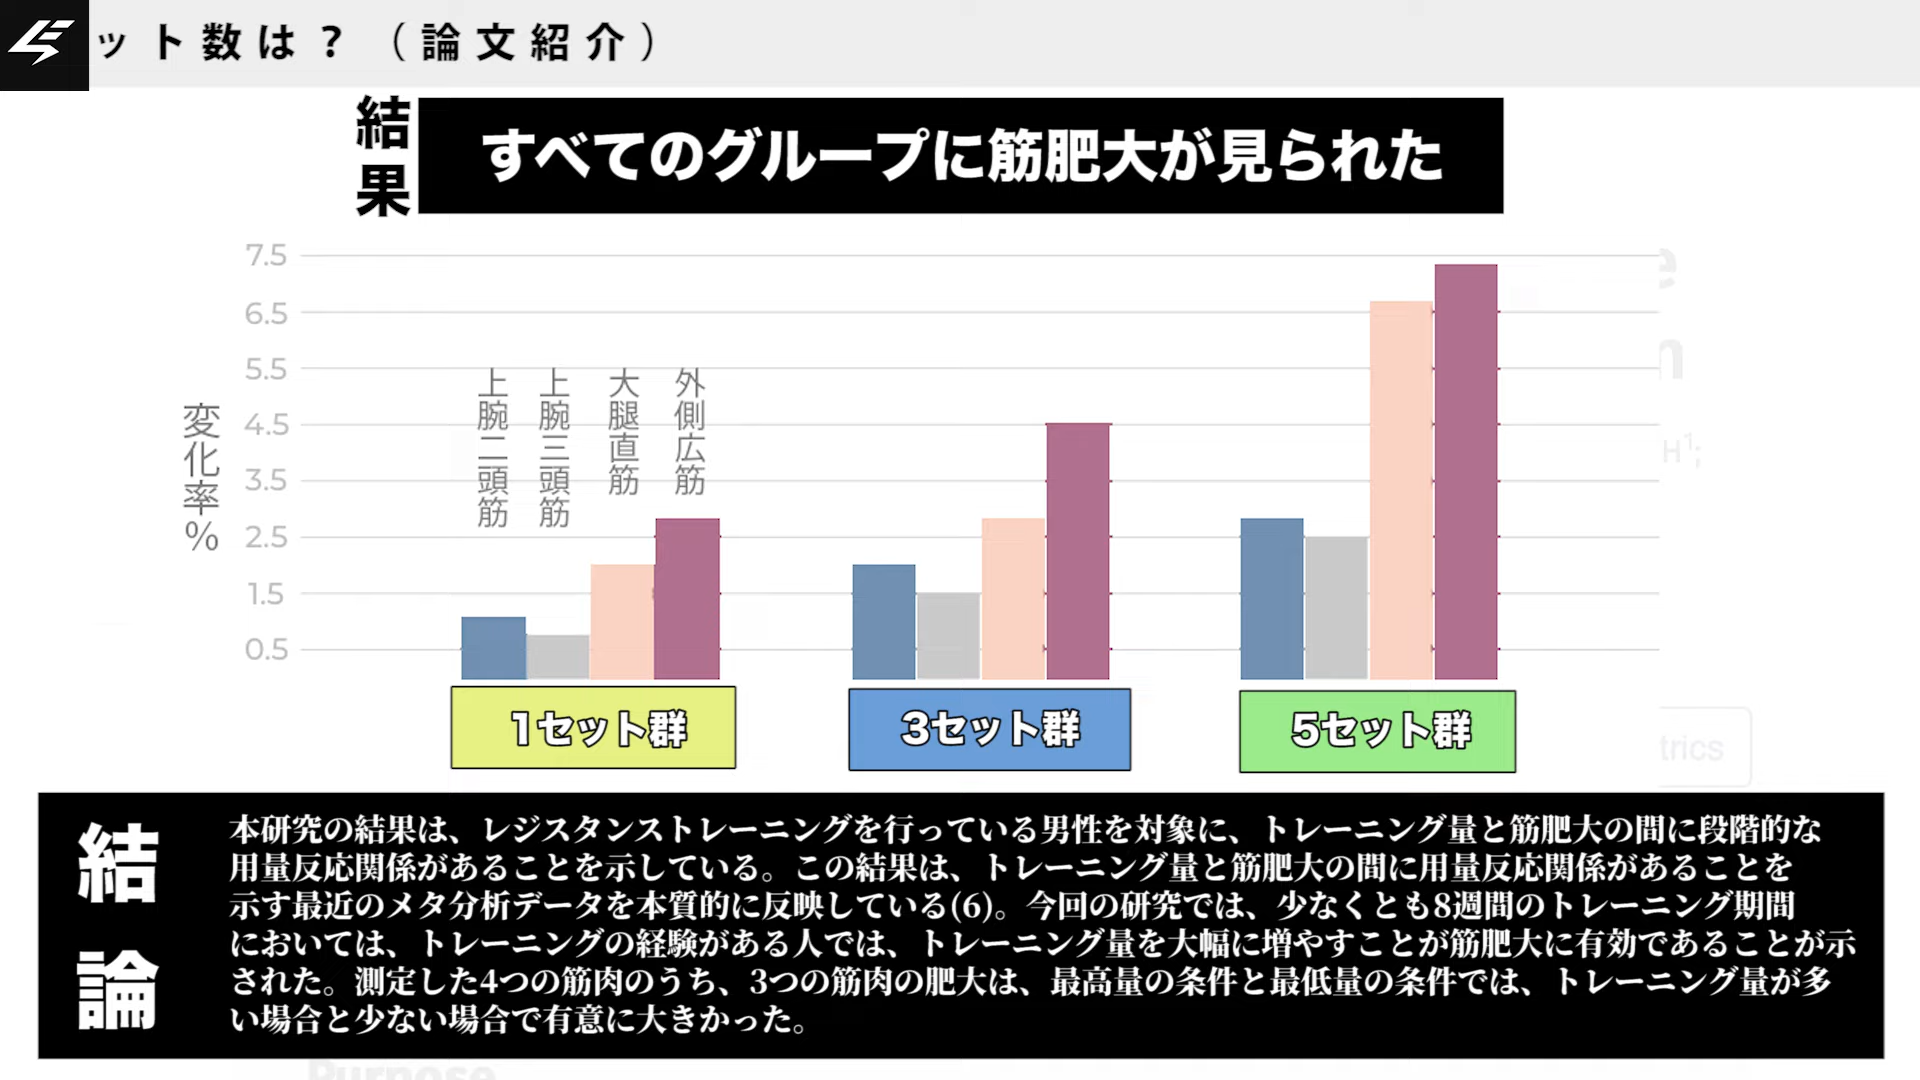 ット数は？（論文紹介）
結果
すべてのグループに筋肥大が見られた
7.5
6.5
5.5
4.5
3.5
2.5
1.5
0.5
変化率%
上腕二頭筋
上腕三頭筋
大腿直筋
外側広筋
1セット群
3セット群
5セット群
e
n
H1;
trics
結論
本研究の結果は、レジスタンストレーニングを行っている男性を対象に、トレーニング量と筋肥大の間に段階的な
用量反応関係があることを示している。この結果は、トレーニング量と筋肥大の間に用量反応関係があることを
示す最近のメタ分析データを本質的に反映している(6)。今回の研究では、少なくとも8週間のトレーニング期間
においては、トレーニングの経験がある人では、トレーニング量を大幅に増やすことが筋肥大に有効であることが示
された。測定した4つの筋肉のうち、3つの筋肉の肥大は、最高量の条件と最低量の条件では、トレーニング量が多
い場合と少ない場合で有意に大きかった。
Purpose